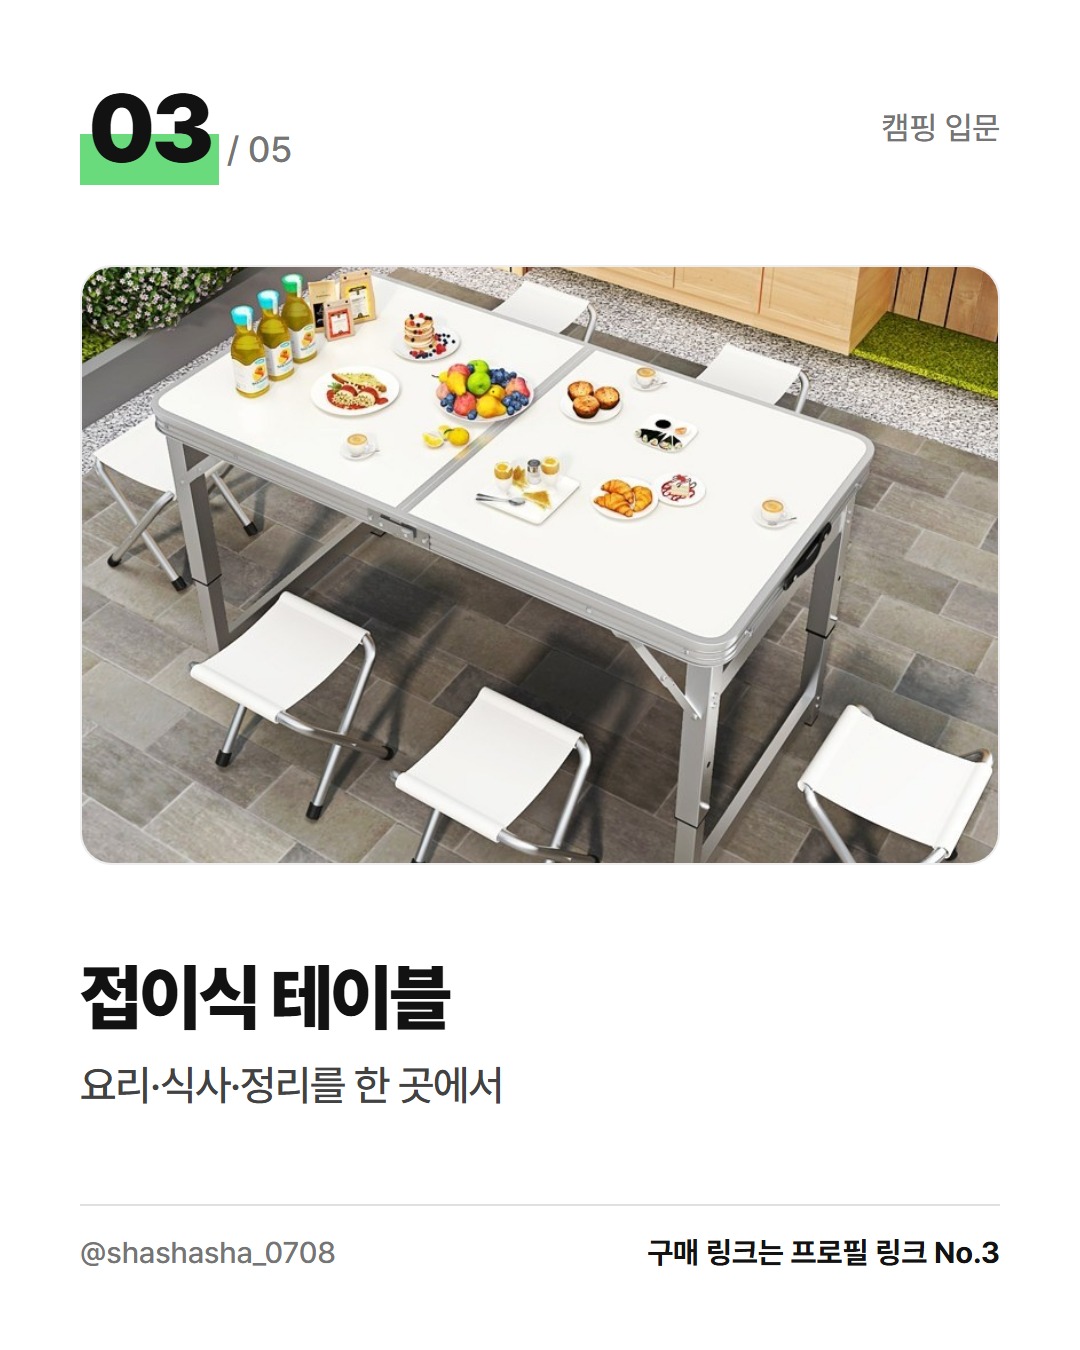 03 / 05
캠핑 입문
접이식 테이블
요리·식사·정리를 한 곳에서
@shashasha_0708
구매 링크는 프로필 링크 No.3